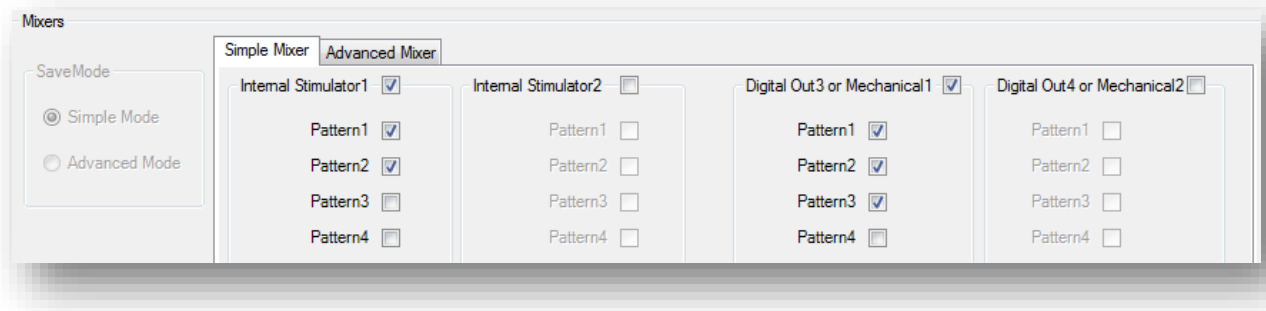 Mixers
Simple Mixer Advanced Mixer
SaveMode
Simple Mode
Advanced Mode
Internal Stimulator1
Pattern1
Pattern2
Pattern3
Pattern4
Internal Stimulator2
Pattern1
Pattern2
Pattern3
Pattern4
Digital Out3 or Mechanical1
Pattern1
Pattern2
Pattern3
Pattern4
Digital Out4 or Mechanical2
Pattern1
Pattern2
Pattern3
Pattern4